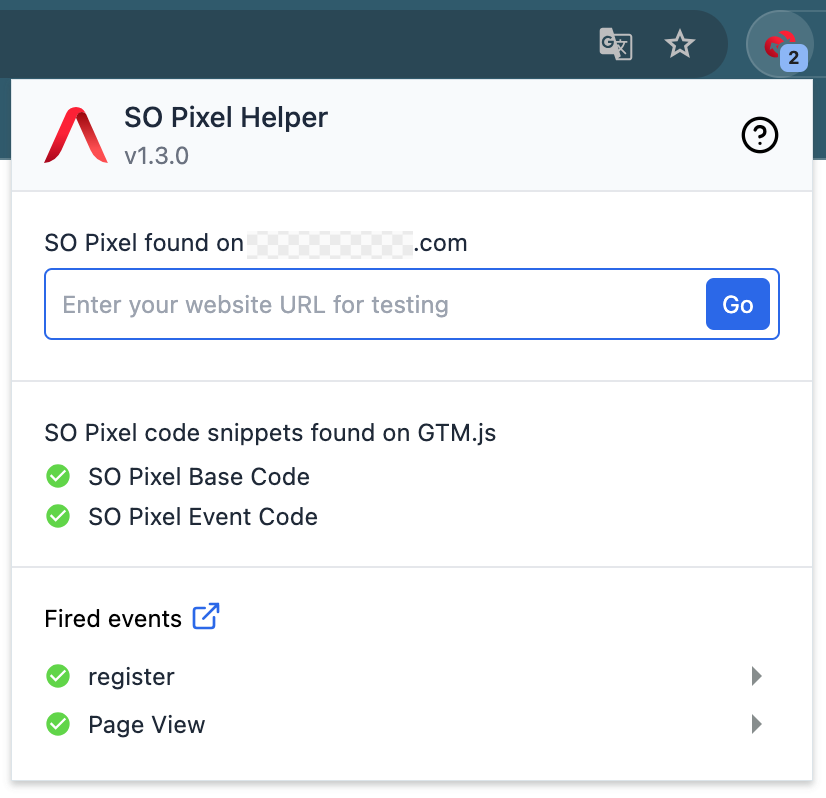 G 文
2
SO Pixel Helper
v1.3.0
?
SO Pixel found on .com
Enter your website URL for testing
Go
SO Pixel code snippets found on GTM.js
SO Pixel Base Code
SO Pixel Event Code
Fired events
register
Page View